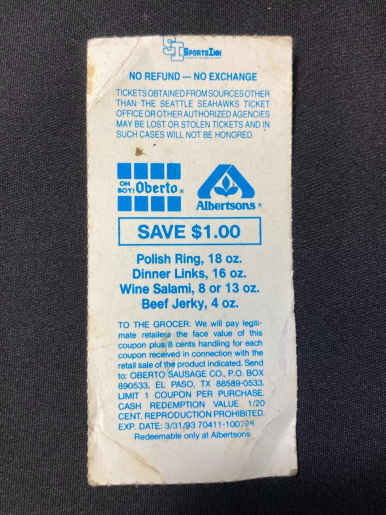 SI SPORTSINN
NO REFUND — NO EXCHANGE
TICKETS OBTAINED FROM SOURCES OTHER
THAN THE SEATTLE SEAHAWKS TICKET
OFFICE OR OTHER AUTHORIZED AGENCIES
MAY BE LOST OR STOLEN TICKETS AND IN
SUCH CASES WILL NOT BE HONORED.
OH BOY! Oberto ®
Albertsons ®
SAVE $1.00
Polish Ring, 18 oz.
Dinner Links, 16 oz.
Wine Salami, 8 or 13 oz.
Beef Jerky, 4 oz.
TO THE GROCER: We will pay legiti-
mate retailers the face value of this
coupon plus 8 cents handling for each
coupon received in connection with the
retail sale of the product indicated. Send
to: OBERTO SAUSAGE CO., P.O. BOX
890533, EL PASO, TX 88589-0533.
LIMIT 1 COUPON PER PURCHASE.
CASH REDEMPTION VALUE 1/20
CENT. REPRODUCTION PROHIBITED.
EXP. DATE: 3/31/93
Redeemable only at Albertsons